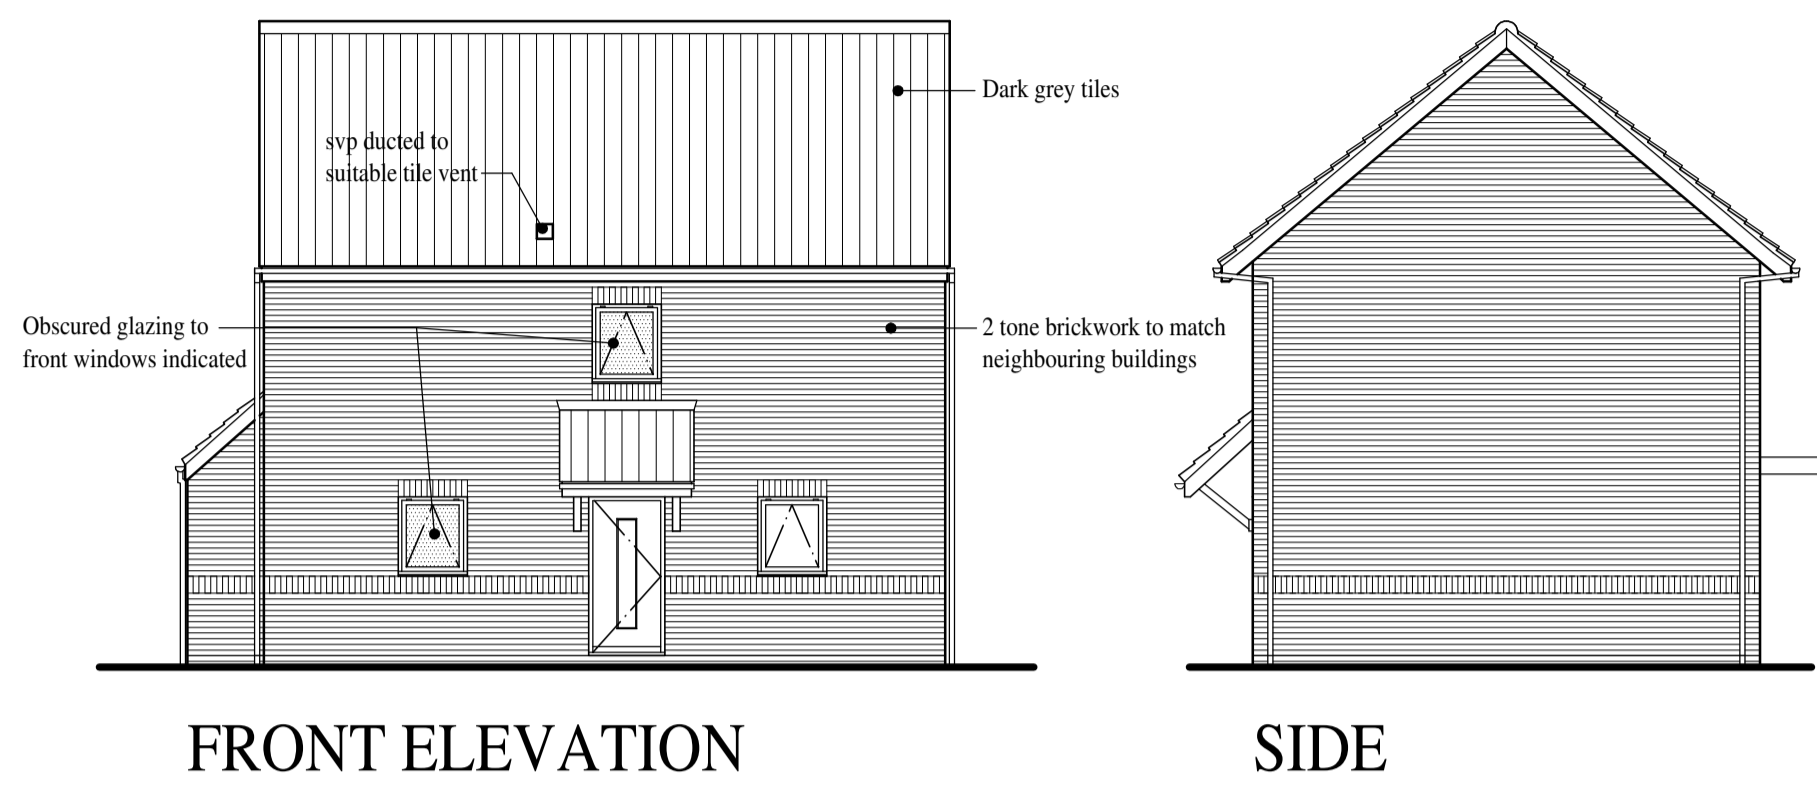 Dark grey tiles
svp ducted to
suitable tile vent
Obscured glazing to
front windows indicated
2 tone brickwork to match
neighbouring buildings
FRONT ELEVATION
SIDE